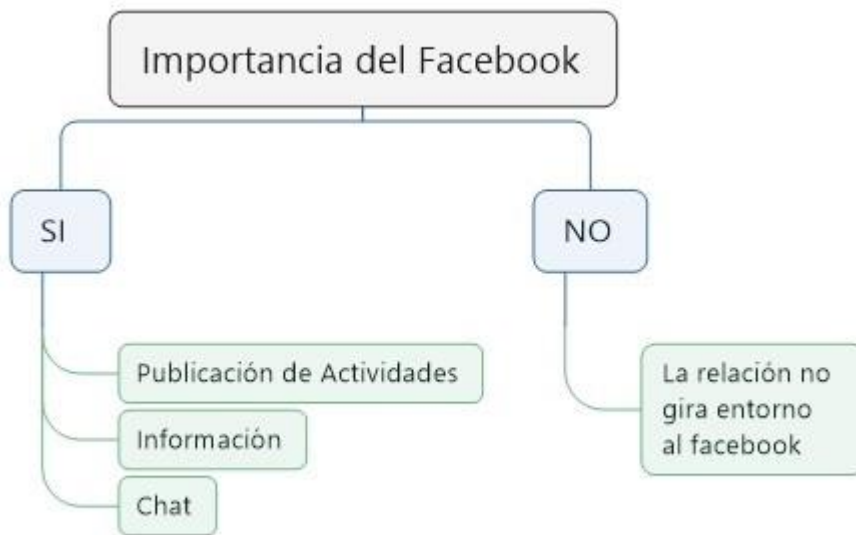 Importancia del Facebook
SI
NO
Publicación de Actividades
Información
Chat
La relación no
gira entorno
al facebook